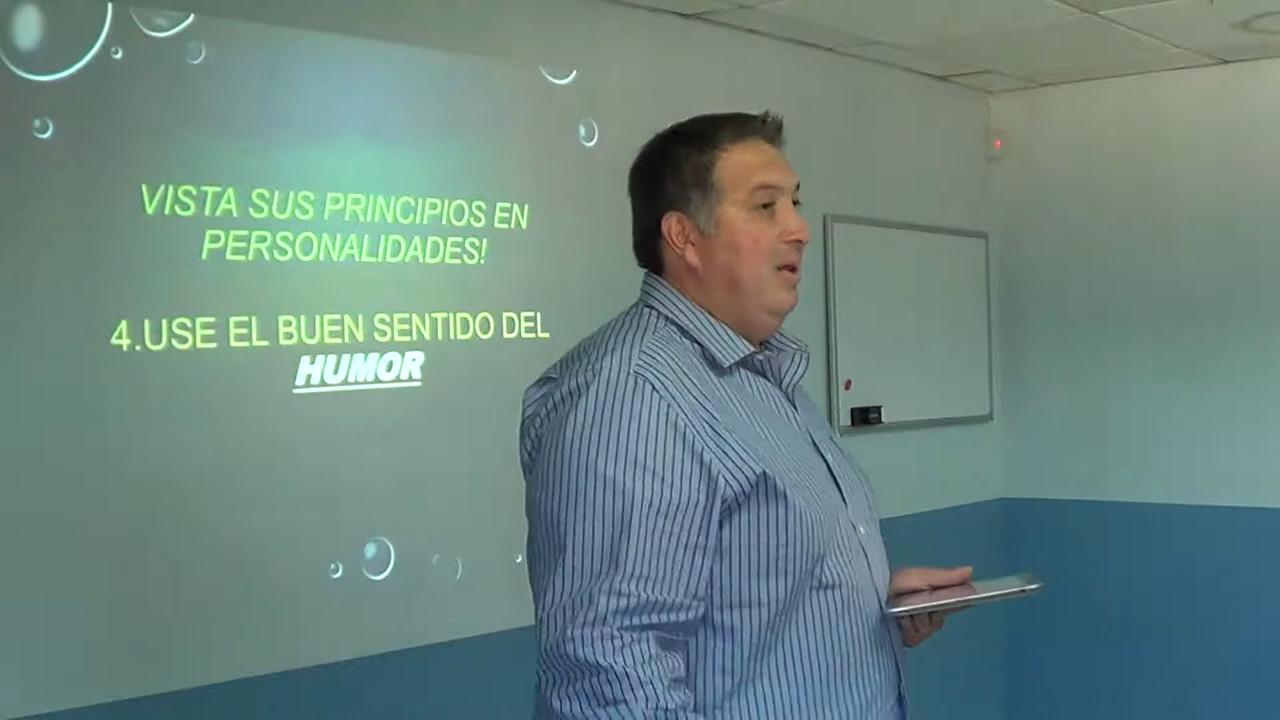 VISTA SUS PRINCIPIOS EN
PERSONALIDADES!
4.USE EL BUEN SENTIDO DEL
HUMOR